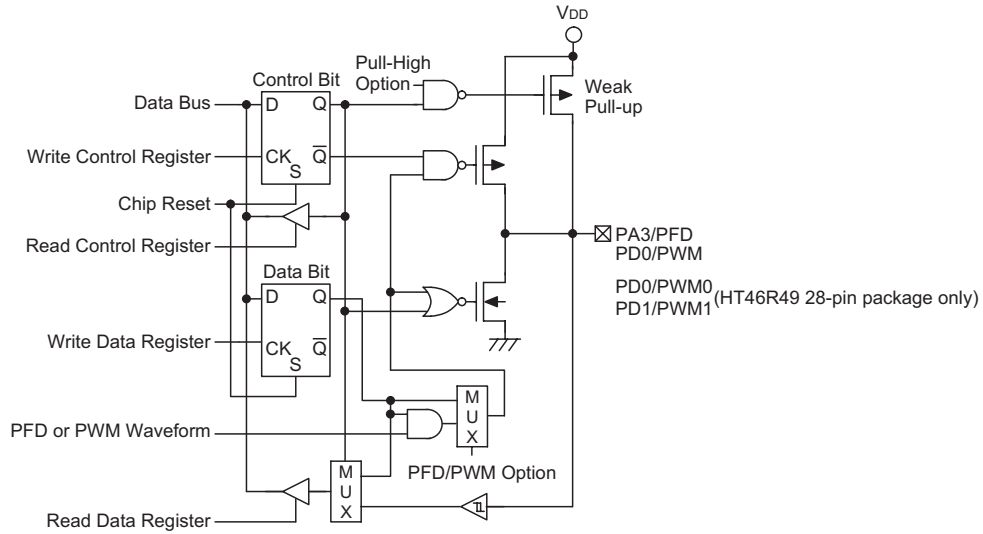 VDD
Pull-High
Option
Control Bit
Weak
Pull-up
Data Bus
D Q
Write Control Register
CK Q̅
S
Chip Reset
PA3/PFD
PD0/PWM
Read Control Register
Data Bit
D Q
PD0/PWM0
PD1/PWM1 (HT46R49 28-pin package only)
Write Data Register
CK Q̅
S
M
U
X
PFD or PWM Waveform
PFD/PWM Option
M
U
X
Read Data Register